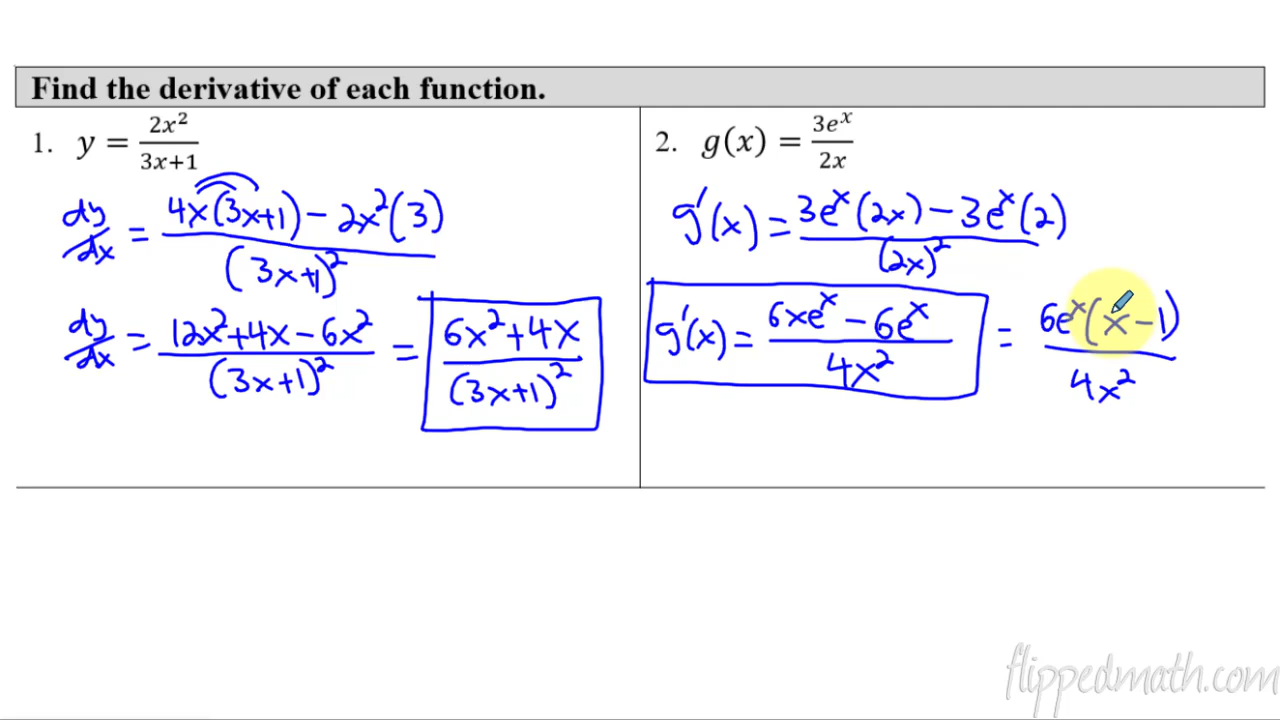 Find the derivative of each function.
1. y = 2x²/(3x+1)
dy/dx = (4x(3x+1) − 2x²(3))/(3x+1)²
dy/dx = (12x²+4x−6x²)/(3x+1)² = (6x²+4x)/(3x+1)²
2. g(x) = 3eˣ/2x
g'(x) = (3eˣ(2x) − 3eˣ(2))/(2x)²
g'(x) = (6xeˣ − 6eˣ)/4x² = 6eˣ(x−1)/4x²
flippedmath.com